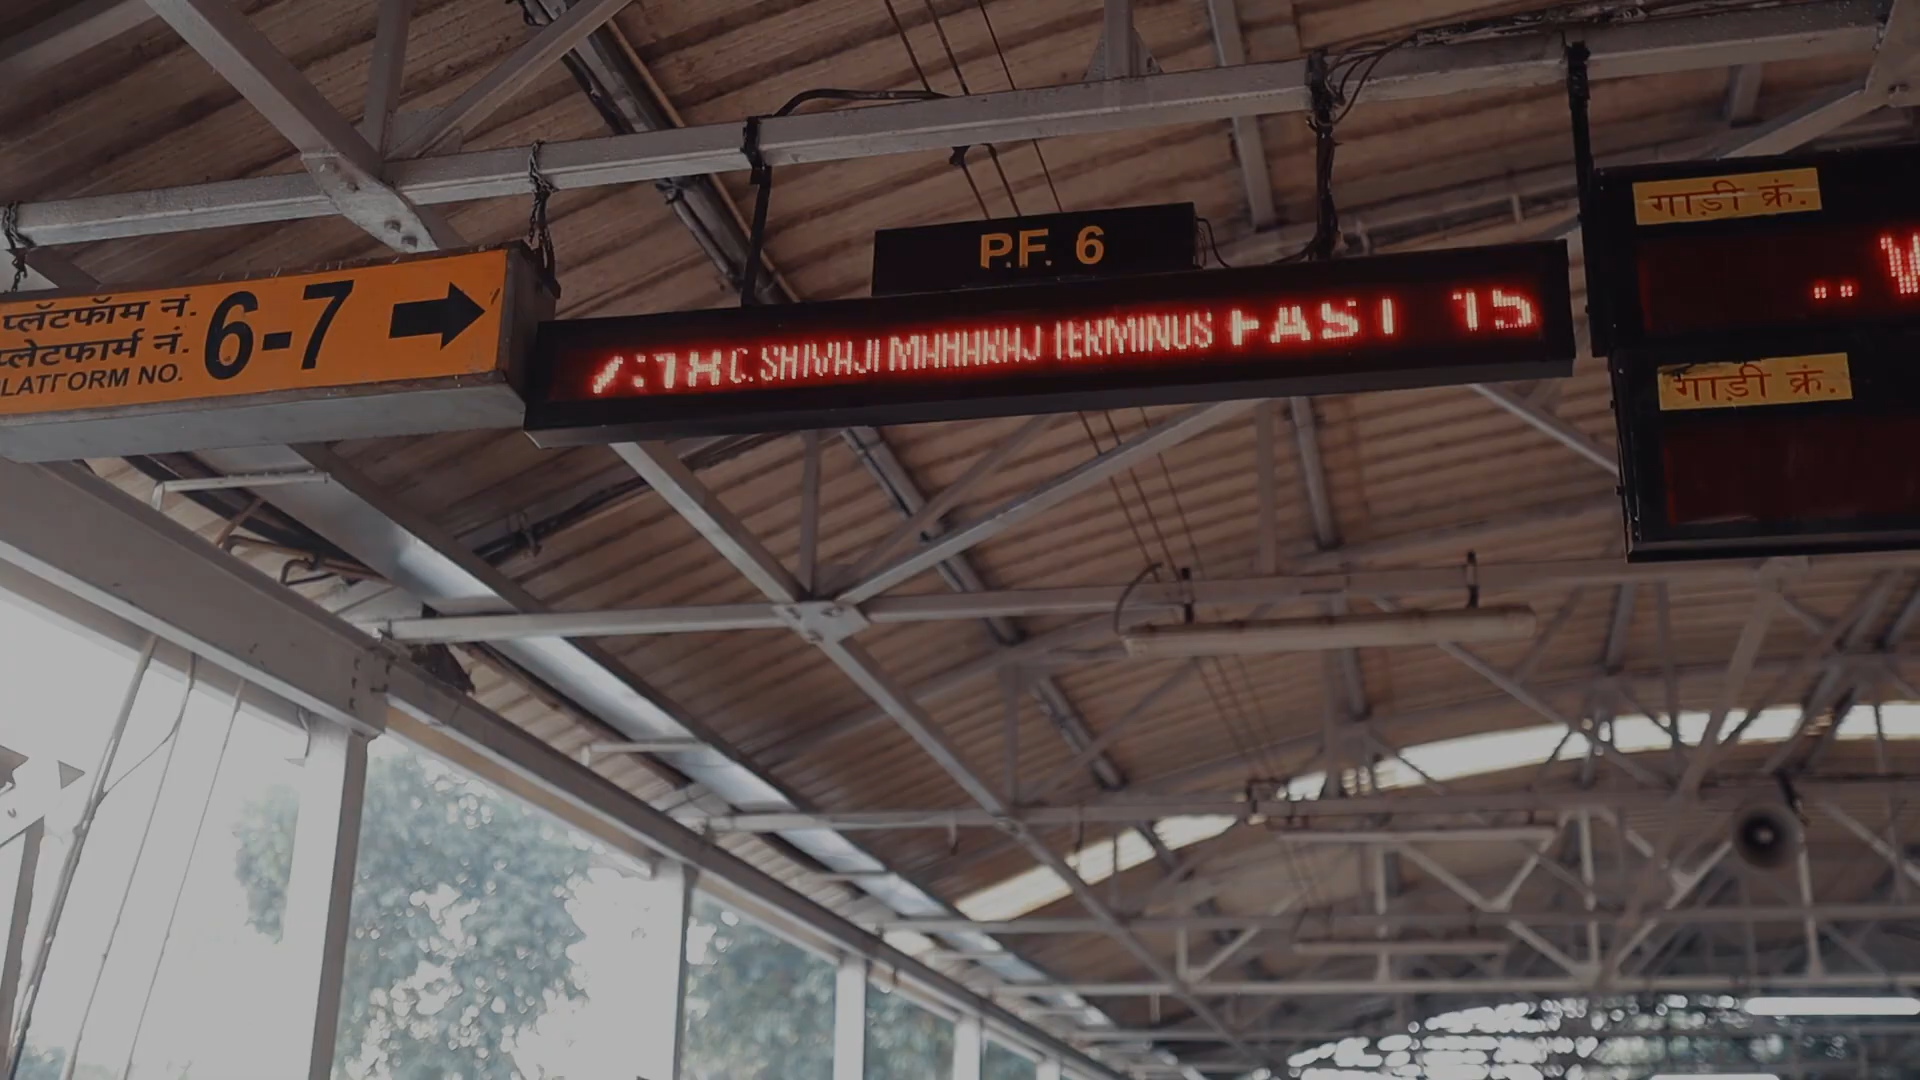 प्लॅटफॉम नं.
प्लेटफार्म नं.
LATFORM NO.
6-7
P.F. 6
C. SHIVAJI MAHARAJ TERMINUS FAST 15
गाड़ी क्रं.
गाड़ी क्रं.